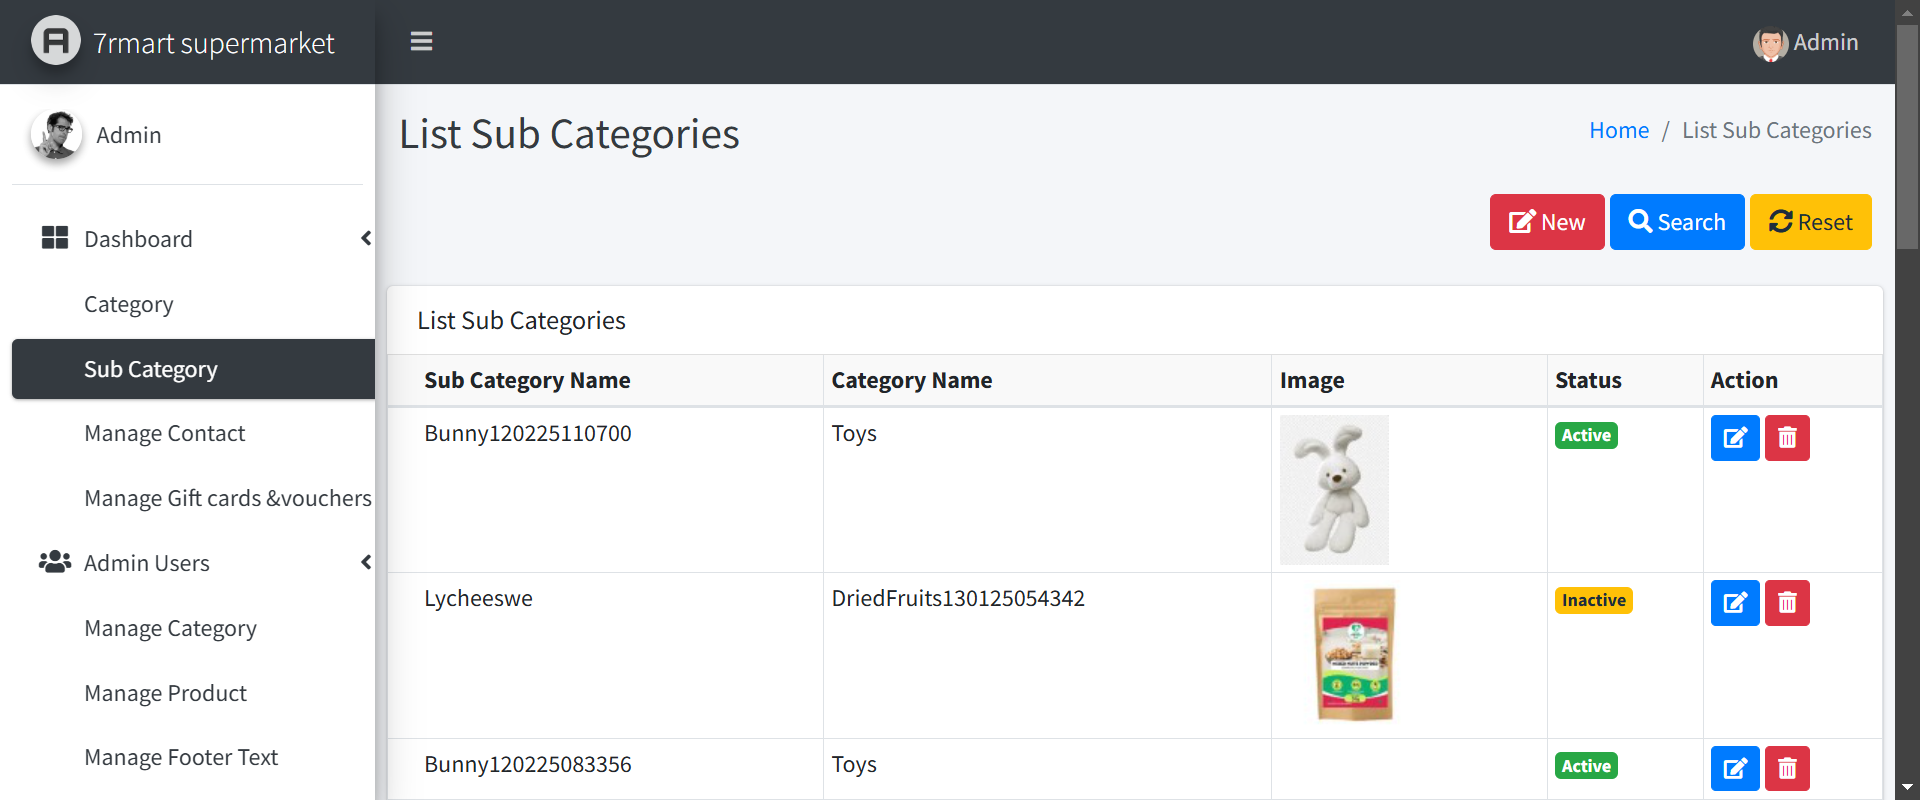 7rmart supermarket
Admin
Admin
List Sub Categories
Home / List Sub Categories
New
Search
Reset
Dashboard
Category
Sub Category
Manage Contact
Manage Gift cards &vouchers
Admin Users
Manage Category
Manage Product
Manage Footer Text
List Sub Categories
Sub Category Name Category Name Image Status Action
Bunny120225110700 Toys Active
Lycheeswe DriedFruits130125054342 Inactive
Bunny120225083356 Toys Active